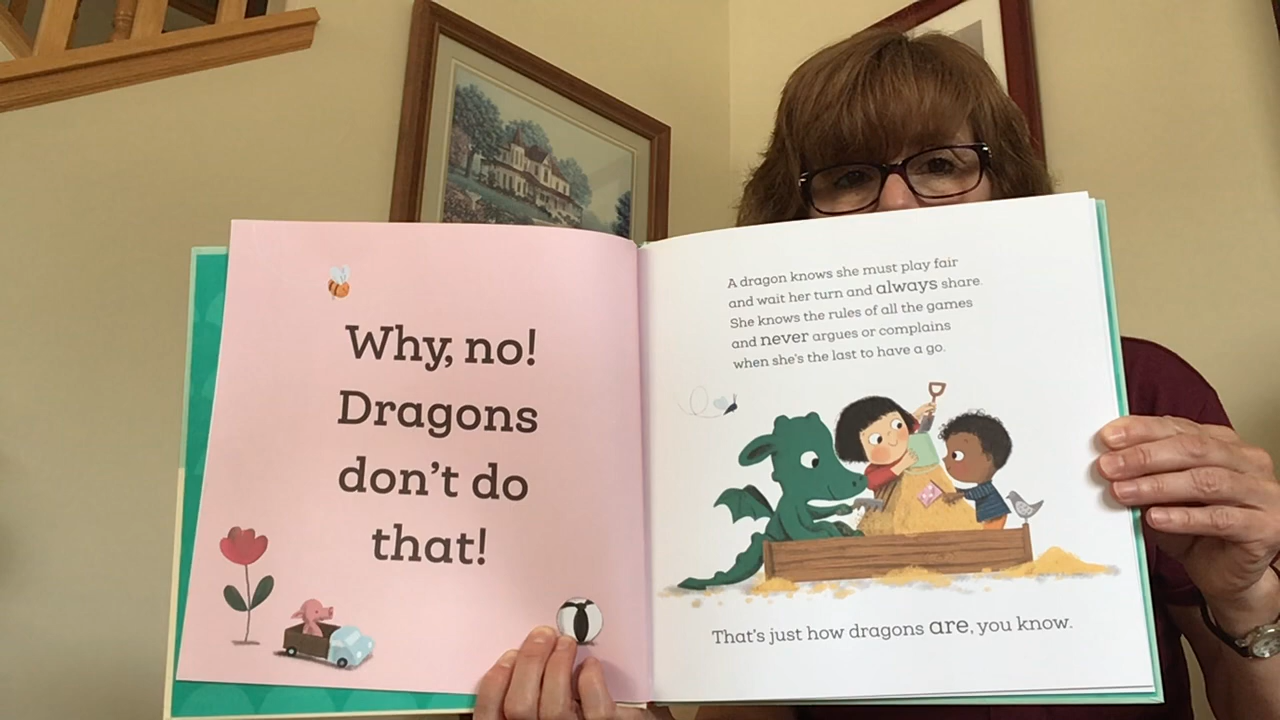 Why, no!
Dragons
don't do
that!
A dragon knows she must play fair
and wait her turn and always share.
She knows the rules of all the games
and never argues or complains
when she's the last to have a go.
That's just how dragons are, you know.